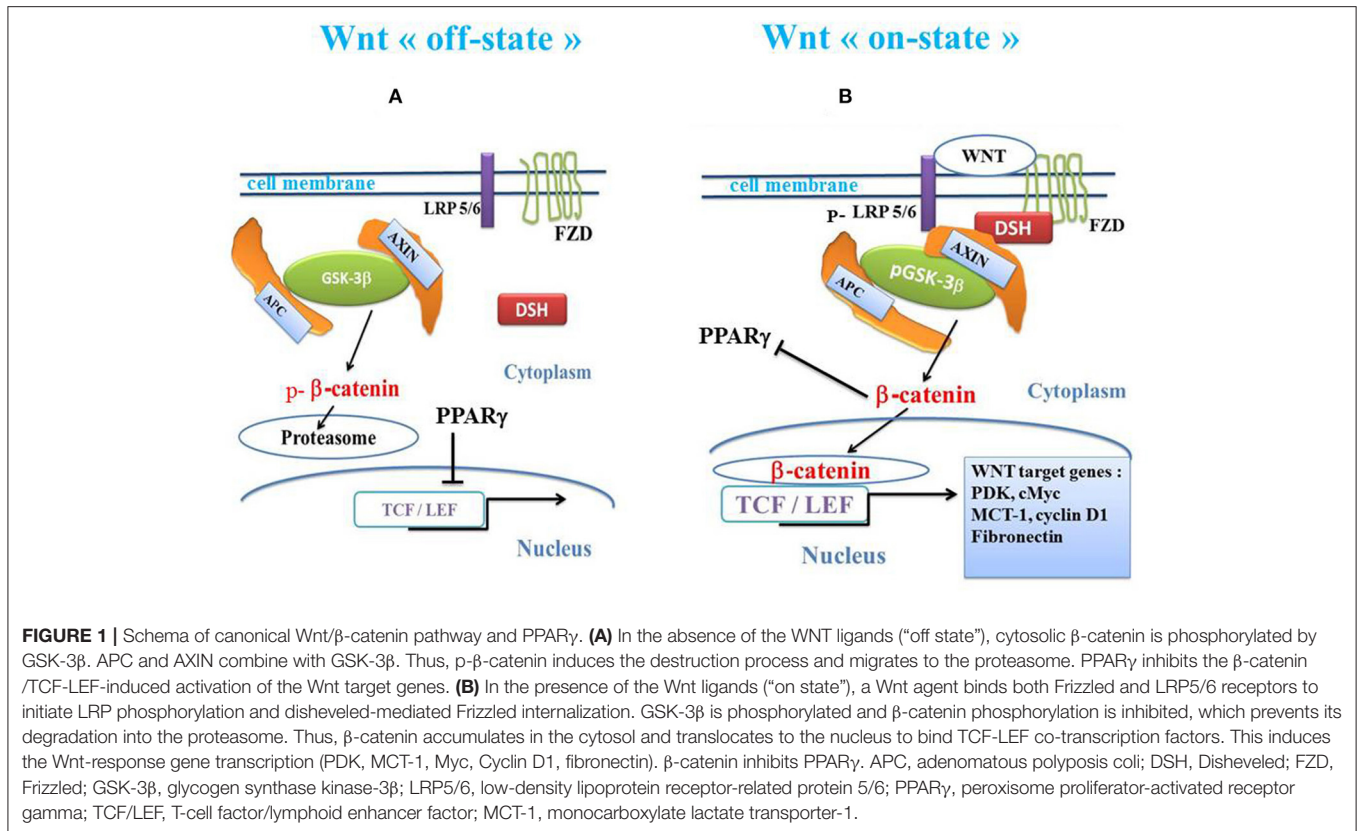 Wnt « off-state »
Wnt « on-state »
A
cell membrane
LRP 5/6
FZD
AXIN
GSK-3β
APC
DSH
Cytoplasm
p- β-catenin
Proteasome
PPARγ
TCF / LEF
Nucleus
B
WNT
cell membrane
P- LRP 5/6
DSH
FZD
AXIN
pGSK-3β
APC
PPARγ
β-catenin
Cytoplasm
β-catenin
TCF / LEF
WNT target genes :
PDK, cMyc
MCT-1, cyclin D1
Fibronectin
Nucleus
FIGURE 1 | Schema of canonical Wnt/β-catenin pathway and PPARγ. (A) In the absence of the WNT ligands (“off state”), cytosolic β-catenin is phosphorylated by
GSK-3β. APC and AXIN combine with GSK-3β. Thus, p-β-catenin induces the destruction process and migrates to the proteasome. PPARγ inhibits the β-catenin
/TCF-LEF-induced activation of the Wnt target genes. (B) In the presence of the Wnt ligands (“on state”), a Wnt agent binds both Frizzled and LRP5/6 receptors to
initiate LRP phosphorylation and disheveled-mediated Frizzled internalization. GSK-3β is phosphorylated and β-catenin phosphorylation is inhibited, which prevents its
degradation into the proteasome. Thus, β-catenin accumulates in the cytosol and translocates to the nucleus to bind TCF-LEF co-transcription factors. This induces
the Wnt-response gene transcription (PDK, MCT-1, Myc, Cyclin D1, fibronectin). β-catenin inhibits PPARγ. APC, adenomatous polyposis coli; DSH, Disheveled; FZD,
Frizzled; GSK-3β, glycogen synthase kinase-3β; LRP5/6, low-density lipoprotein receptor-related protein 5/6; PPARγ, peroxisome proliferator-activated receptor
gamma; TCF/LEF, T-cell factor/lymphoid enhancer factor; MCT-1, monocarboxylate lactate transporter-1.